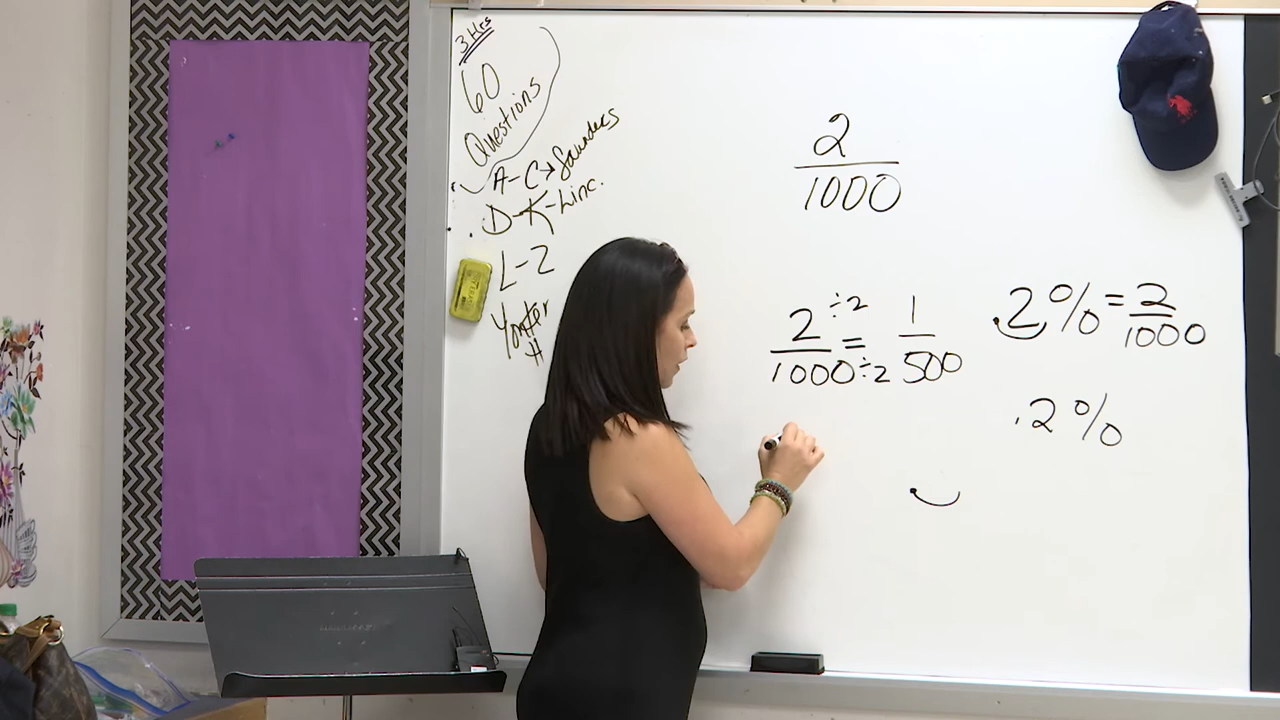 3 Hrs
60
Questions
A-C→Saunders
D-K-Linc.
L-Z
Yonker
#
2
1000
2 ÷2 = 1
1000 ÷2 500
.2% = 2
1000
.2%